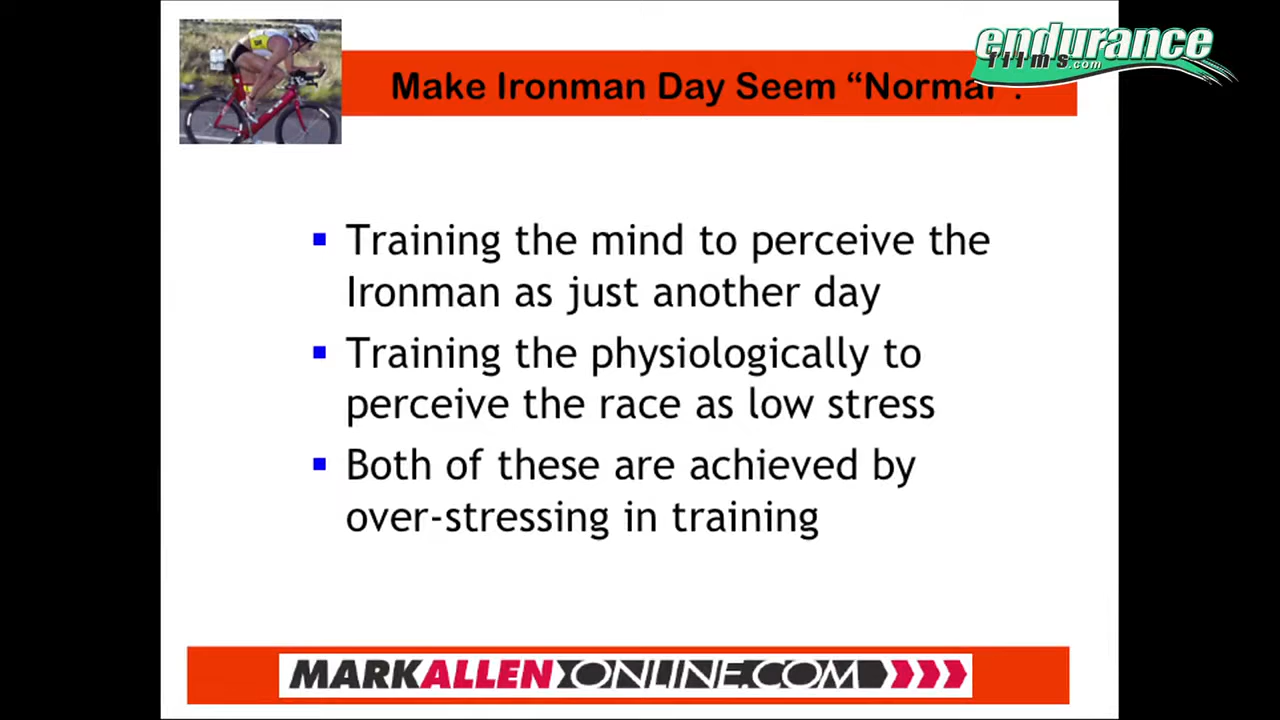 endurance
films.com
Make Ironman Day Seem “Normal”.
Training the mind to perceive the
Ironman as just another day
Training the physiologically to
perceive the race as low stress
Both of these are achieved by
over-stressing in training
MARKALLENONLINE.COM